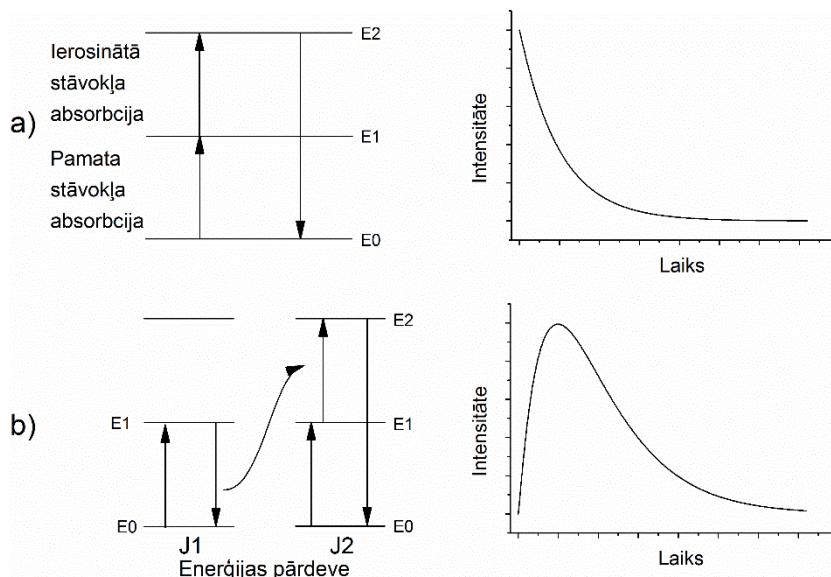 a)
Ierosinātā
stāvokļa
absorbcija
Pamata
stāvokļa
absorbcija
E2
E1
E0
Intensitāte
Laiks
b)
E1
E0
E2
E1
E0
J1
J2
Enerģijas pārdeve
Intensitāte
Laiks